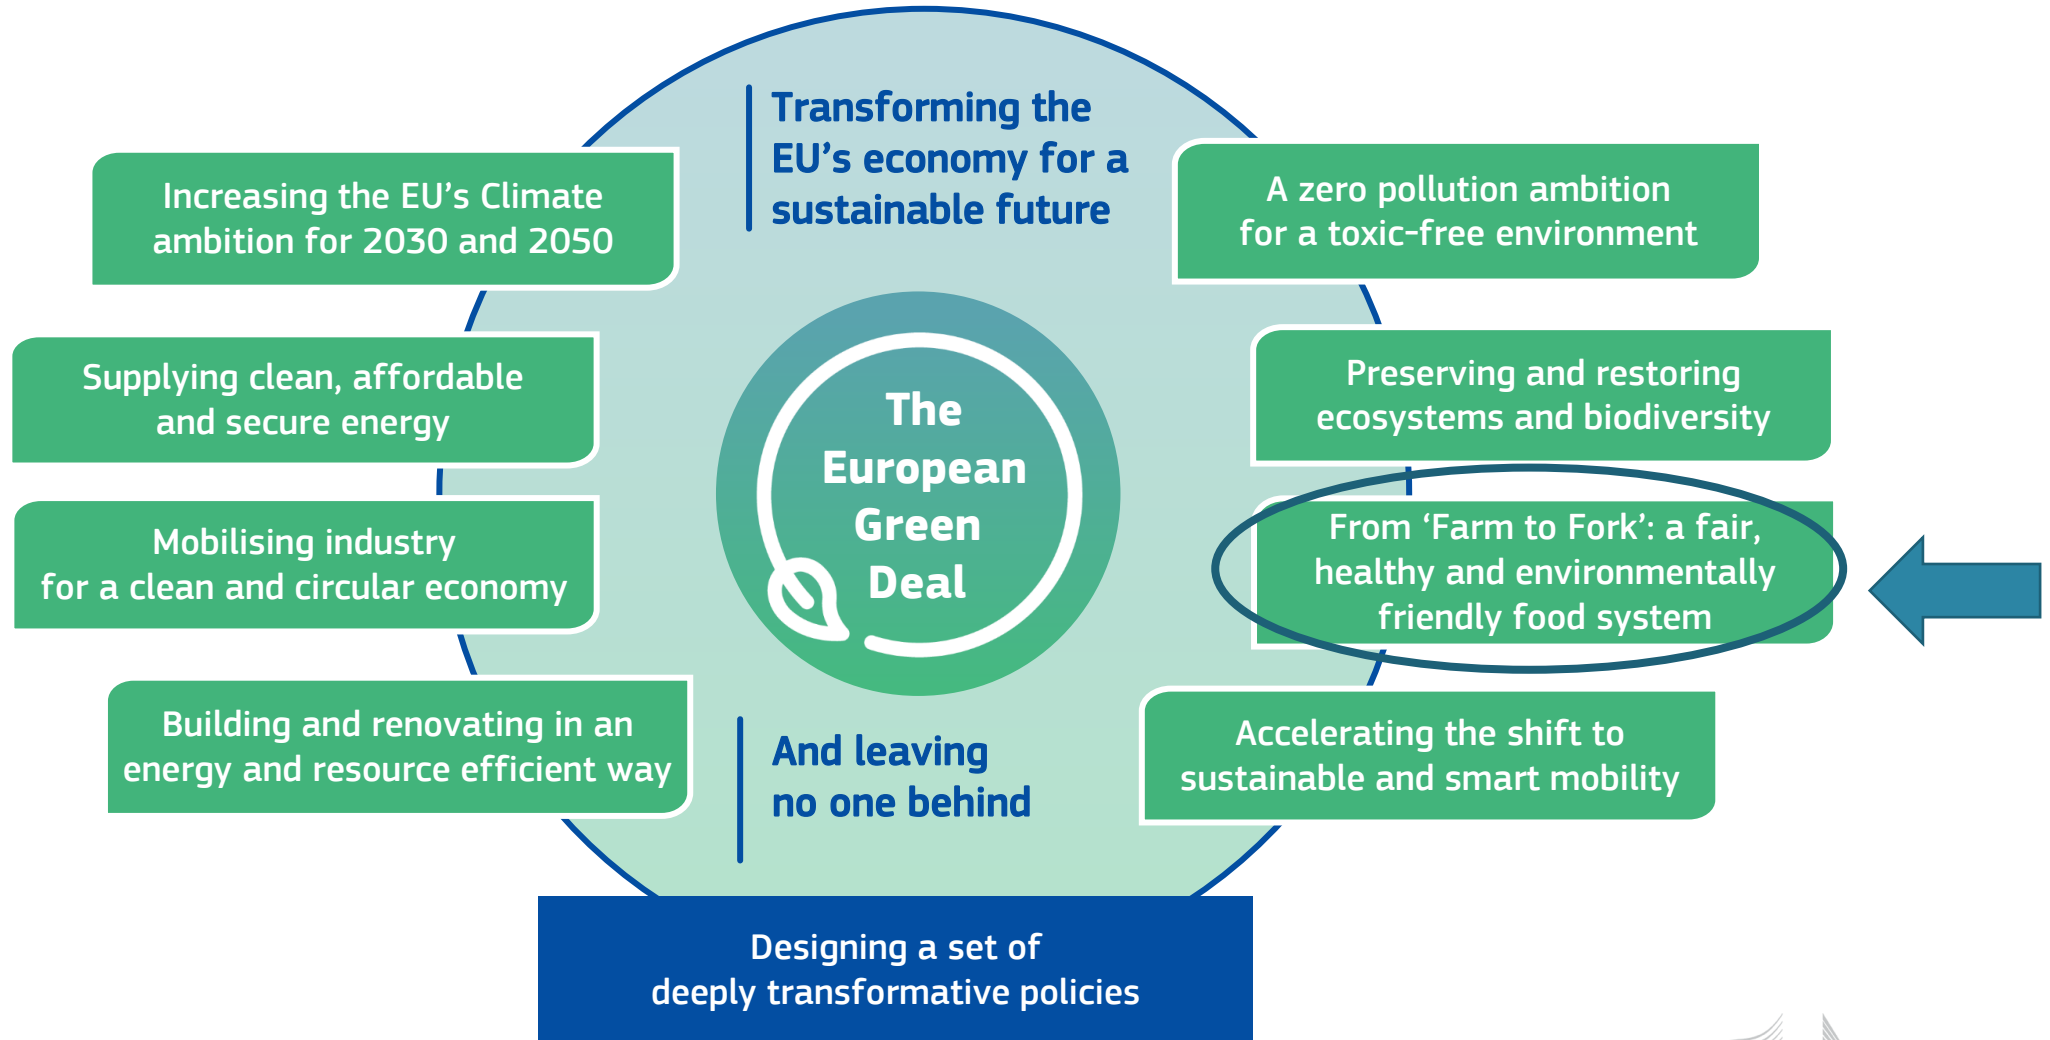 Transforming the
EU’s economy for a
sustainable future
Increasing the EU’s Climate
ambition for 2030 and 2050
Supplying clean, affordable
and secure energy
Mobilising industry
for a clean and circular economy
Building and renovating in an
energy and resource efficient way
The
European
Green
Deal
A zero pollution ambition
for a toxic-free environment
Preserving and restoring
ecosystems and biodiversity
From ‘Farm to Fork’: a fair,
healthy and environmentally
friendly food system
Accelerating the shift to
sustainable and smart mobility
And leaving
no one behind
Designing a set of
deeply transformative policies